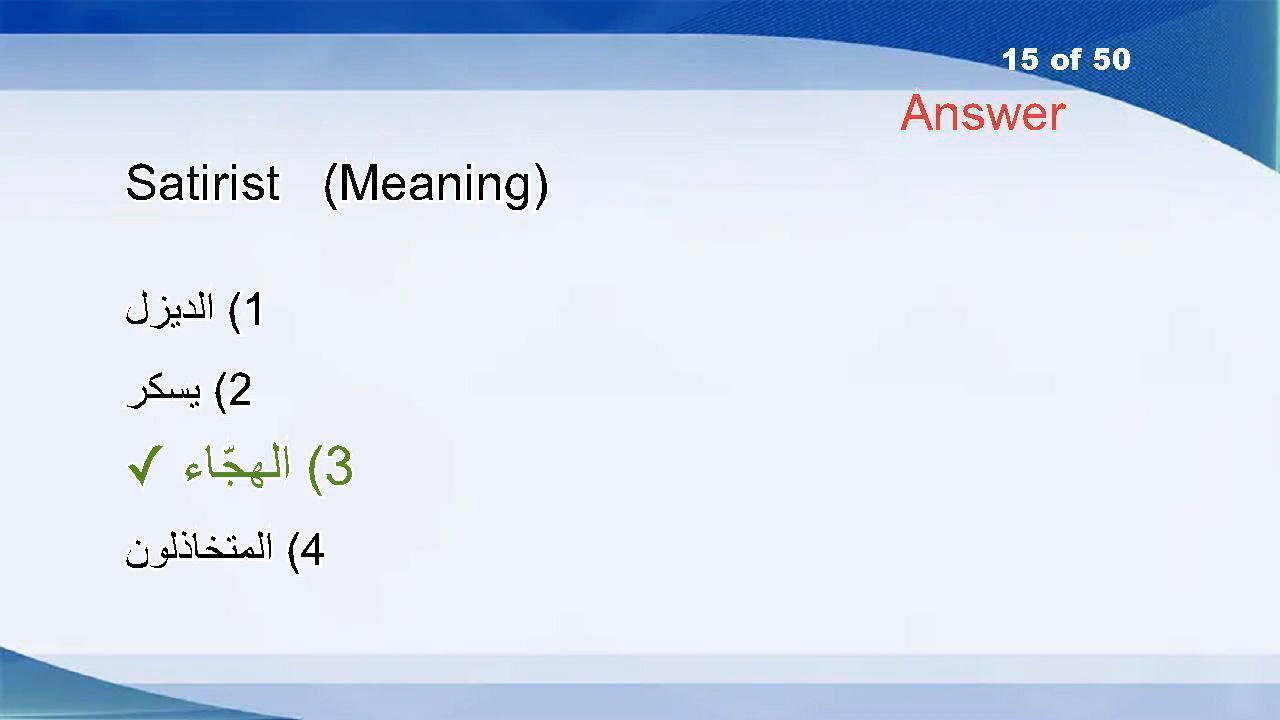 15 of 50
Answer
Satirist (Meaning)
1) الديزل
2) يسكر
3) الهجّاء ✓
4) المتخاذلون